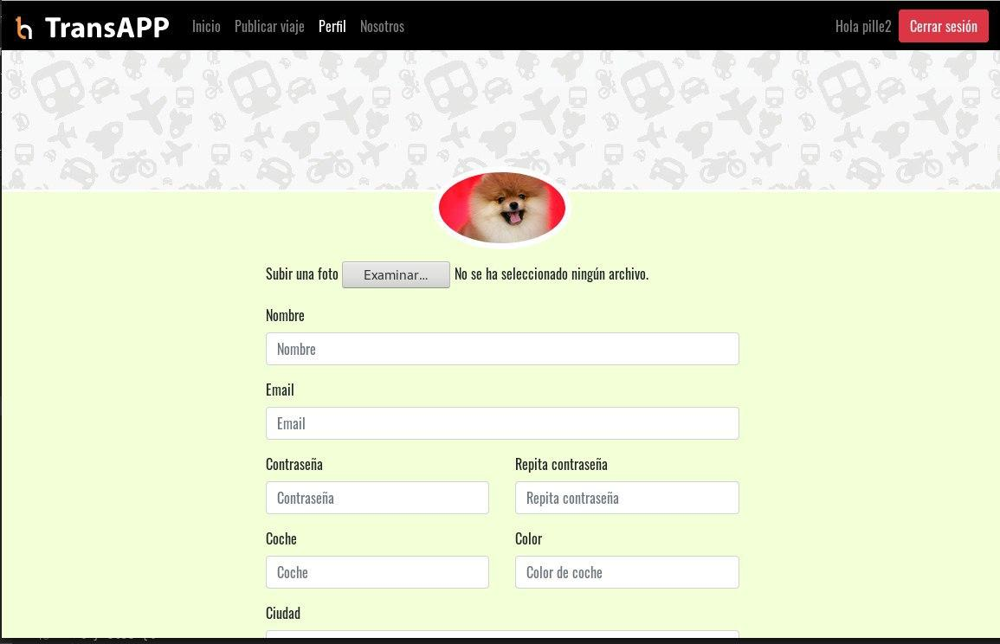 TransAPP Inicio Publicar viaje Perfil Nosotros Hola pille2 Cerrar sesión
Subir una foto Examinar... No se ha seleccionado ningún archivo.
Nombre
Nombre
Email
Email
Contraseña Repita contraseña
Contraseña Repita contraseña
Coche Color
Coche Color de coche
Ciudad